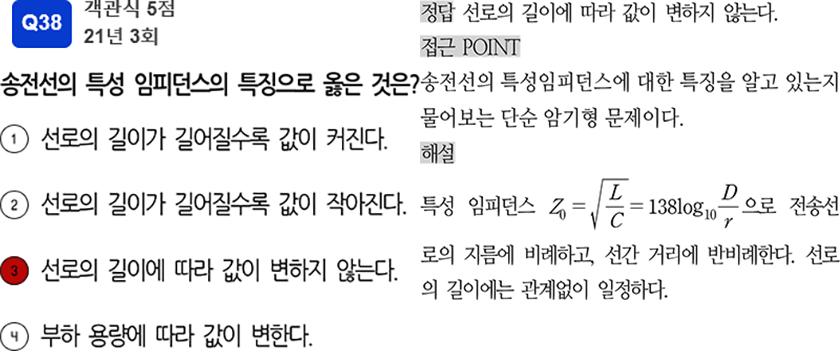 Q38
객관식 5점
21년 3회
송전선의 특성 임피던스의 특징으로 옳은 것은?
1 선로의 길이가 길어질수록 값이 커진다.
2 선로의 길이가 길어질수록 값이 작아진다.
3 선로의 길이에 따라 값이 변하지 않는다.
4 부하 용량에 따라 값이 변한다.
정답 선로의 길이에 따라 값이 변하지 않는다.
접근 POINT
송전선의 특성임피던스에 대한 특징을 알고 있는지
물어보는 단순 암기형 문제이다.
해설
특성 임피던스 Z₀ = √(L/C) = 138log₁₀ D/r 으로 전송선
로의 지름에 비례하고, 선간 거리에 반비례한다. 선로
의 길이에는 관계없이 일정하다.